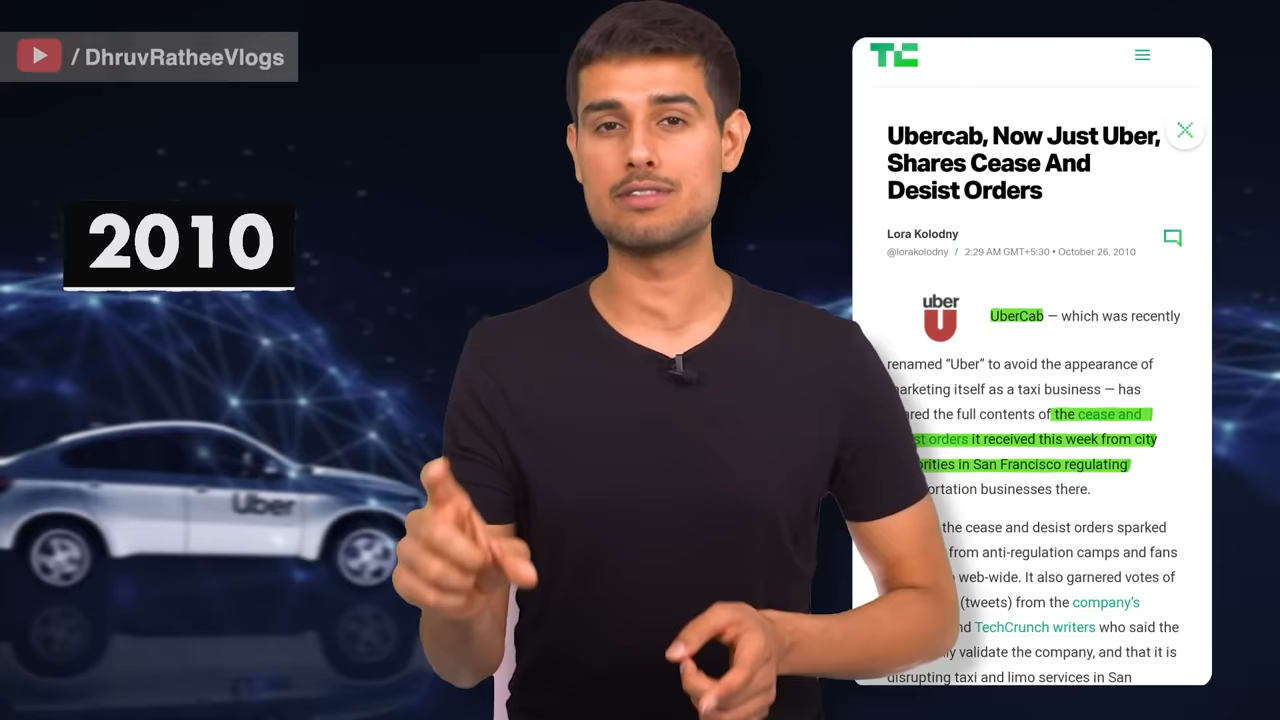 / DhruvRatheeVlogs
2010
Uber
TC
Ubercab, Now Just Uber,
Shares Cease And
Desist Orders
Lora Kolodny
@lorakolodny / 2:29 AM GMT+5:30 • October 26, 2010
uber
U
UberCab — which was recently
renamed “Uber” to avoid the appearance of
marketing itself as a taxi business — has
the full contents of the cease and
orders it received this week from city
in San Francisco regulating
businesses there.
the cease and desist orders sparked
from anti-regulation camps and fans
web-wide. It also garnered votes of
(tweets) from the company’s
TechCrunch writers who said the
validate the company, and that it is
disrupting taxi and limo services in San